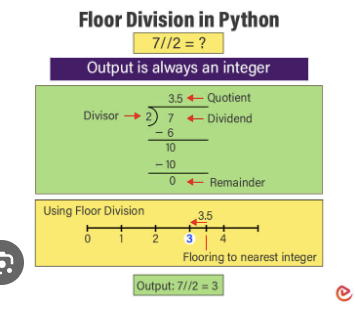 Floor Division in Python
7//2 = ?
Output is always an integer
3.5 ← Quotient
Divisor → 2) 7 ← Dividend
− 6
10
− 10
0 ← Remainder
Using Floor Division
3.5
0 1 2 3 4
Flooring to nearest integer
Output: 7//2 = 3